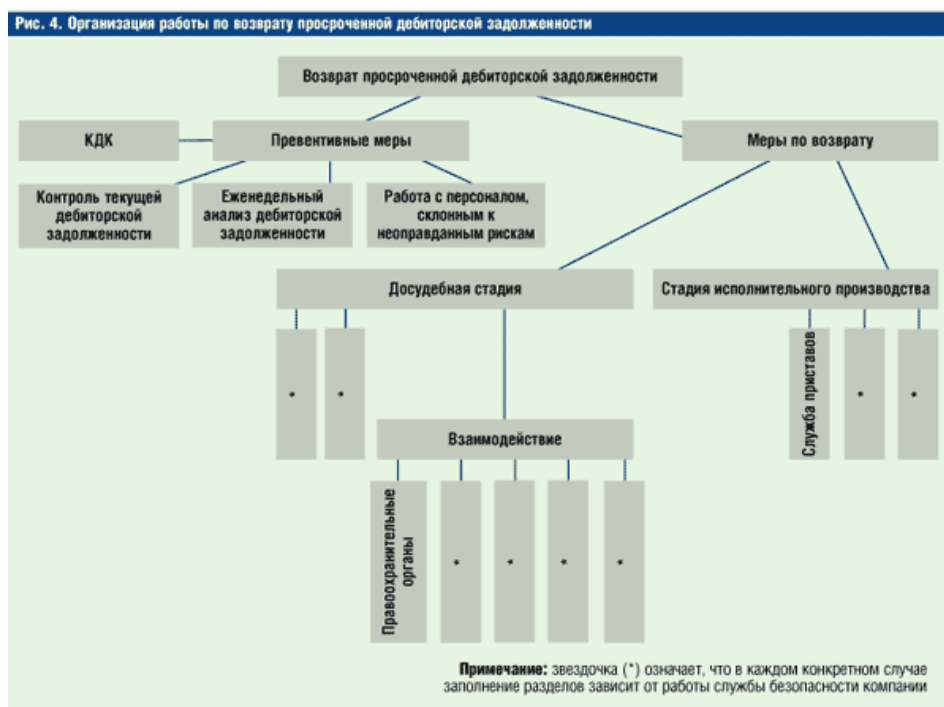 Рис. 4. Организация работы по возврату просроченной дебиторской задолженности
Возврат просроченной дебиторской задолженности
КДК
Превентивные меры
Меры по возврату
Контроль текущей
дебиторской
задолженности
Еженедельный
анализ дебиторской
задолженности
Работа с персоналом,
склонным к
неоправданным рискам
Досудебная стадия
Стадия исполнительного производства
*
*
Служба приставов
*
*
Взаимодействие
Правоохранительные
органы
*
*
*
*
Примечание: звездочка (*) означает, что в каждом конкретном случае
заполнение разделов зависит от работы службы безопасности компании